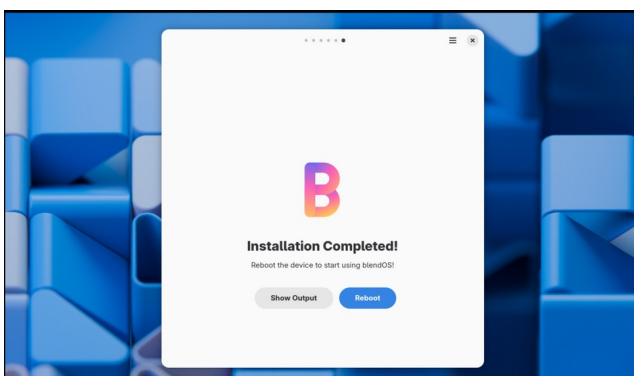 B
Installation Completed!
Reboot the device to start using blendOS!
Show Output
Reboot